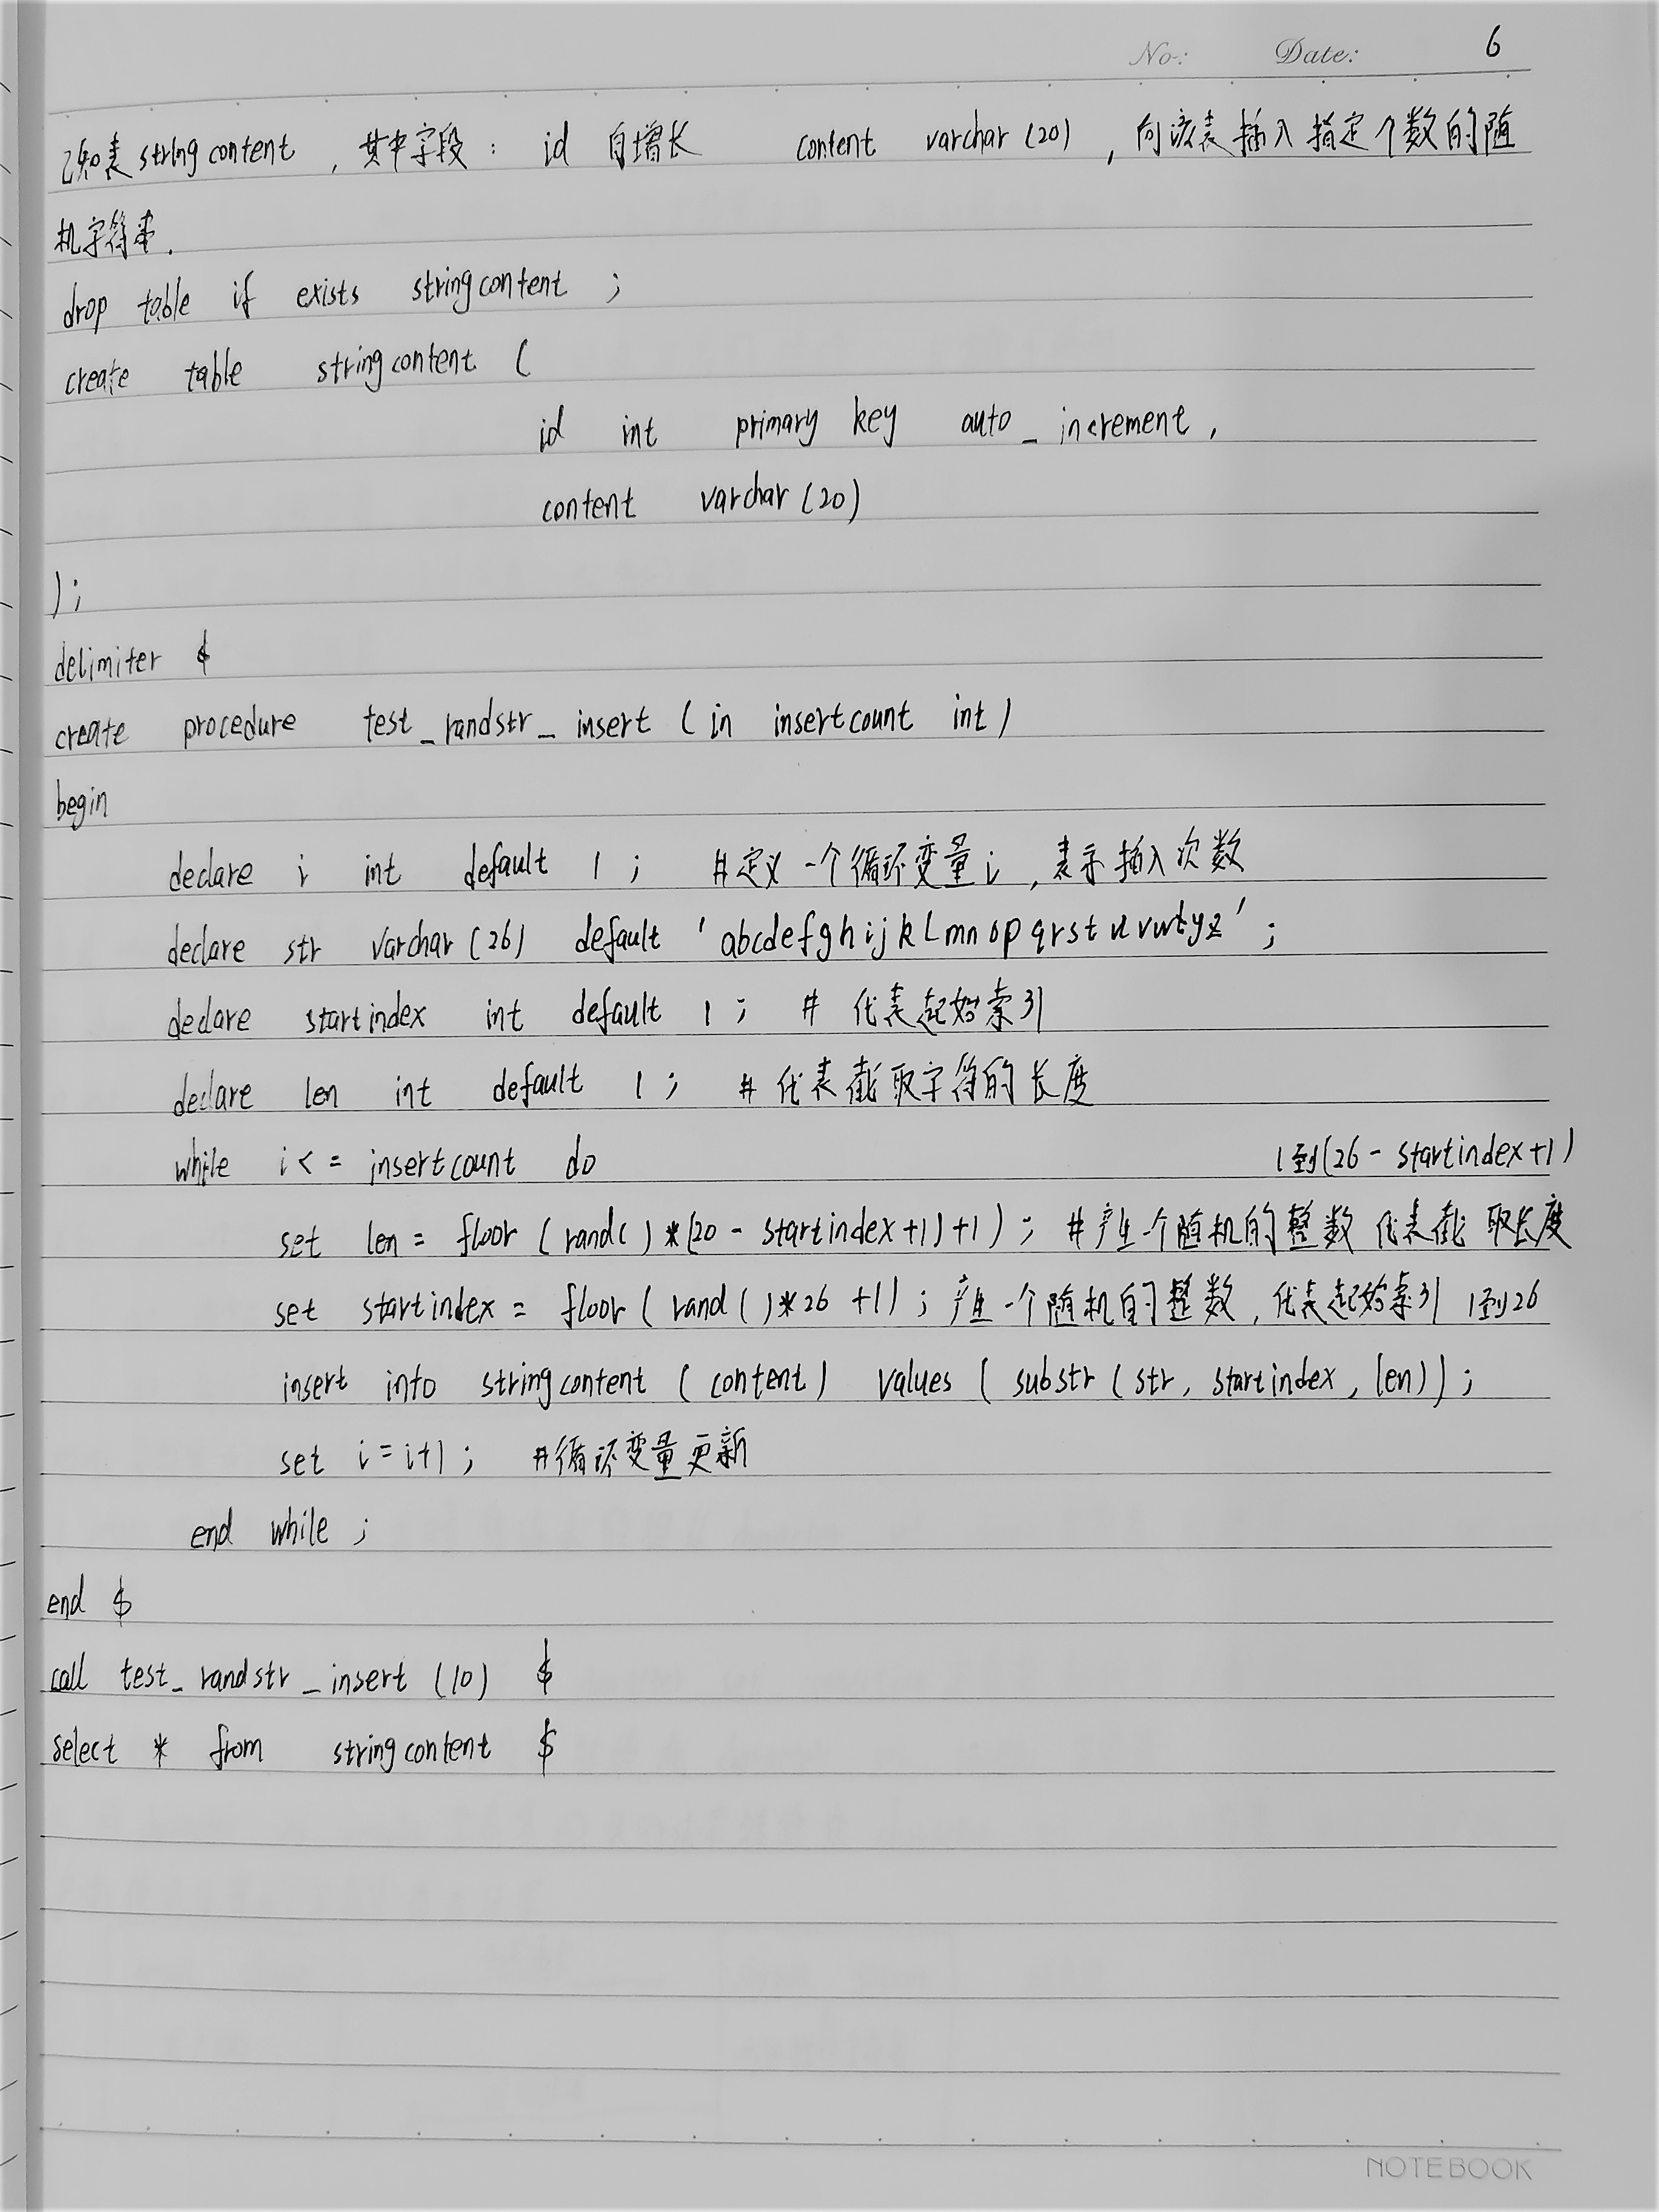 No: Date: 6
已知表 stringcontent , 其中字段 : id 自增长 content varchar (20) , 向该表插入指定个数的随
机字符串 .
drop table if exists stringcontent ;
create table stringcontent (
id int primary key auto _ increment ,
content varchar (20)
) ;
delimiter $
create procedure test _ randstr _ insert ( in insertcount int )
begin
declare i int default 1 ; #定义一个循环变量i , 表示插入次数
declare str varchar (26) default 'abcdefghijklmnopqrstuvwxyz' ;
declare startindex int default 1 ; # 代表起始索引
declare len int default 1 ; # 代表截取字符的长度
while i <= insertcount do 1到(26 - startindex+1)
set len = floor ( rand( ) * (20 - startindex +1) +1) ; #产生一个随机的整数 代表截取长度
set startindex = floor ( rand ( )*26 +1) ; 产生一个随机的整数 , 代表起始索引 1到26
insert into stringcontent ( content ) values ( substr ( str , startindex , len)) ;
set i = i+1 ; #循环变量更新
end while ;
end $
call test _ randstr _ insert (10) $
select * from stringcontent $
NOTEBOOK